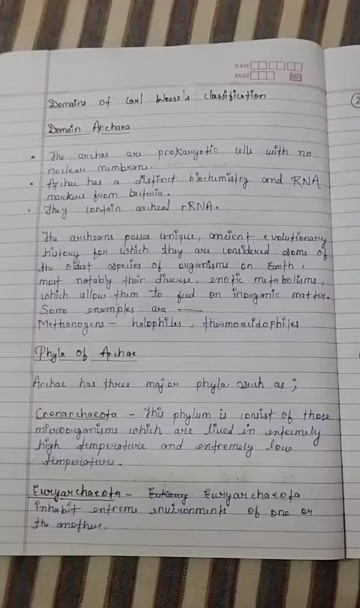 DATE
PAGE
Domains of Carl Woese's classification
Domain Archaea
• The archae are prokaryotic cells with no
nuclear membrane.
• Archae has a distinct biochemistry and RNA
markers from bacteria.
• They contain archeal rRNA.
The archeans posses unique, ancient evolutionary
history for which they are considered some of
the oldest species of organisms on Earth,
most notably their diverse, exotic metabolisms,
which allow them to feed on inorganic matter.
Some examples are —
Methanogens - halophiles, thermoacidophiles
Phyla of Archae
Archae has three major phyla such as ;
Crenarchaeota - This phylum is consist of those
microorganisms which are lived in extremely
high temperature and extremely low
temperature.
Euryarchaeota - Eukary Euryarchaeota
inhabit extreme environment of one or
the another.